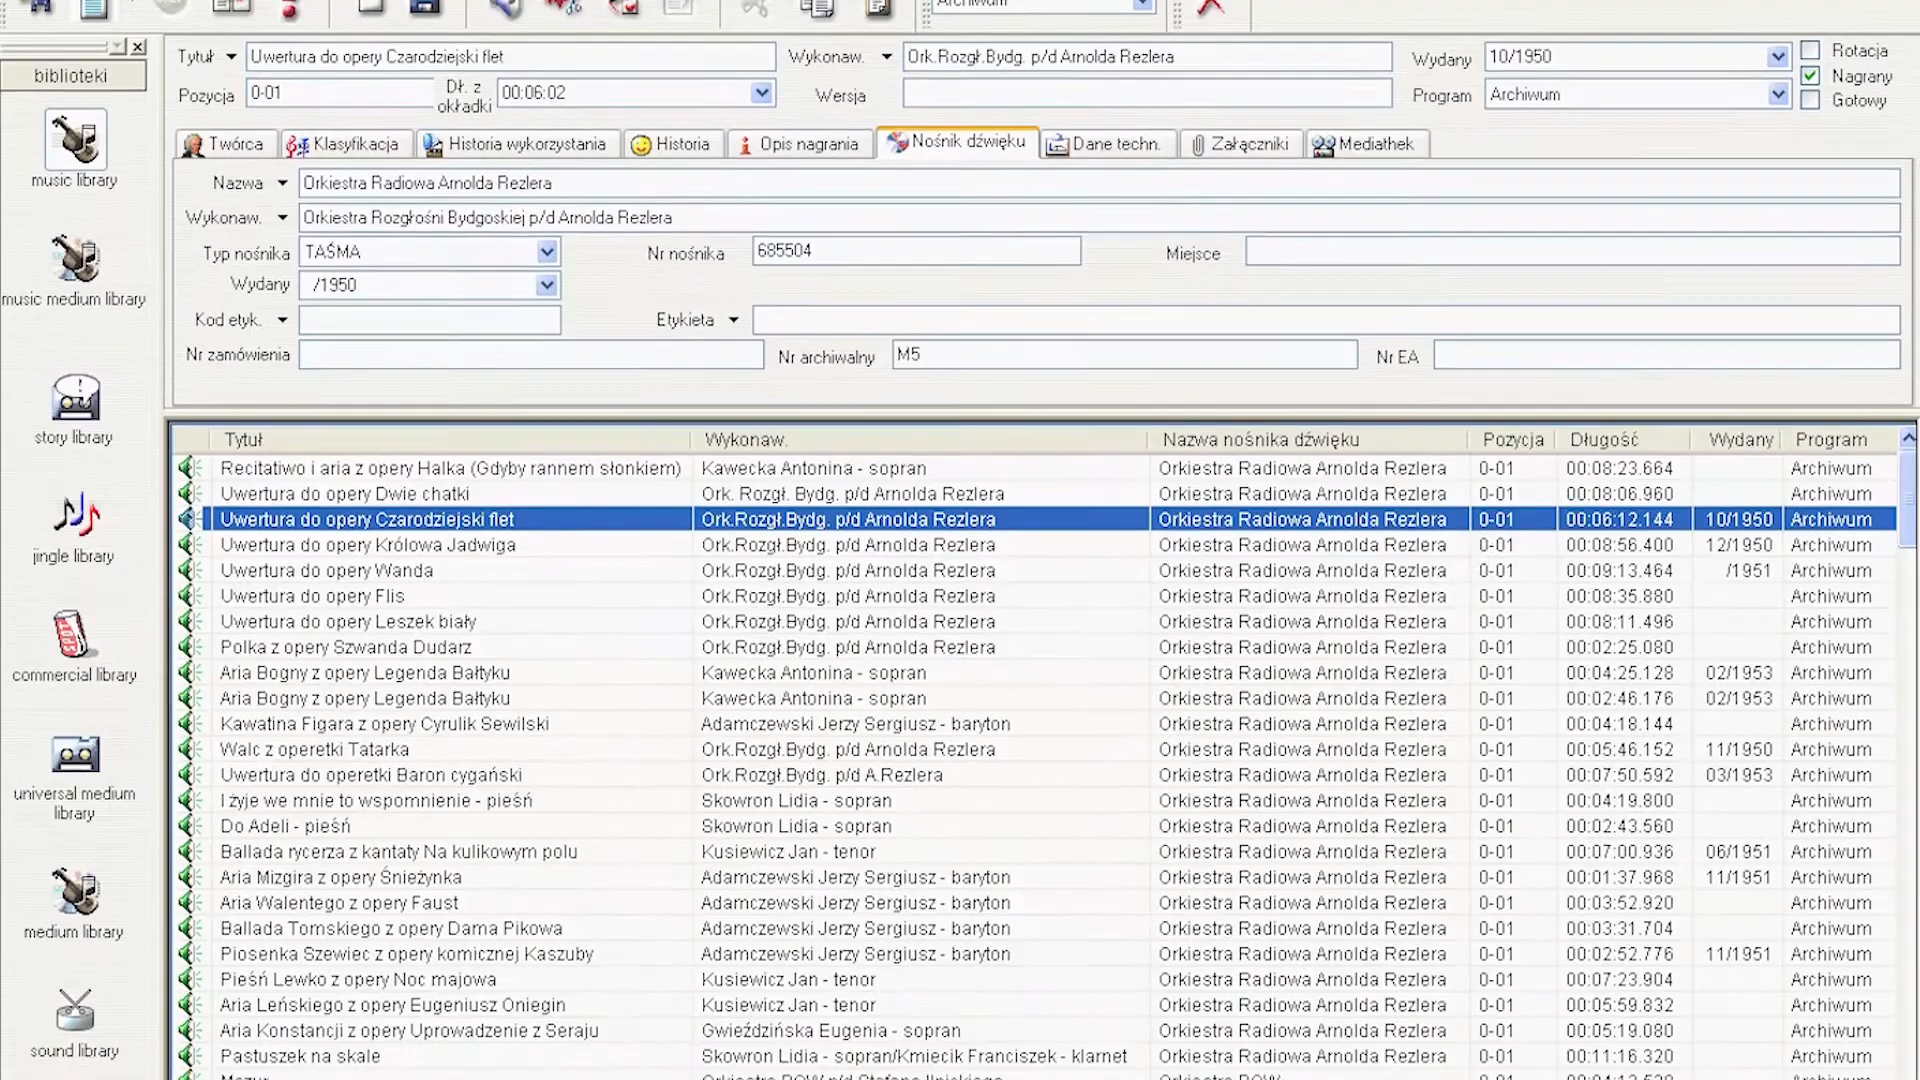 Archiwum
biblioteki
music library
music medium library
story library
jingle library
SPOT
commercial library
universal medium
library
medium library
sound library
Tytuł Uwertura do opery Czarodziejski flet Wykonaw. Ork.Rozgł.Bydg. p/d Arnolda Rezlera Wydany 10/1950 Rotacja
Nagrany
Pozycja 0-01 Dł. z okładki 00:06:02 Wersja Program Archiwum Gotowy
Twórca Klasyfikacja Historia wykorzystania Historia Opis nagrania Nośnik dźwięku Dane techn. Załączniki Mediathek
Nazwa Orkiestra Radiowa Arnolda Rezlera
Wykonaw. Orkiestra Rozgłośni Bydgoskiej p/d Arnolda Rezlera
Typ nośnika TAŚMA Nr nośnika 685504 Miejsce
Wydany /1950
Kod etyk. Etykieta
Nr zamówienia Nr archiwalny M5 Nr EA
Tytuł Wykonaw. Nazwa nośnika dźwięku Pozycja Długość Wydany Program
Recitatiwo i aria z opery Halka (Gdyby rannem słonkiem) Kawecka Antonina - sopran Orkiestra Radiowa Arnolda Rezlera 0-01 00:08:23.664 Archiwum
Uwertura do opery Dwie chatki Ork. Rozgł. Bydg. p/d Arnolda Rezlera Orkiestra Radiowa Arnolda Rezlera 0-01 00:08:06.960 Archiwum
Uwertura do opery Czarodziejski flet Ork.Rozgł.Bydg. p/d Arnolda Rezlera Orkiestra Radiowa Arnolda Rezlera 0-01 00:06:12.144 10/1950 Archiwum
Uwertura do opery Królowa Jadwiga Ork.Rozgł.Bydg. p/d Arnolda Rezlera Orkiestra Radiowa Arnolda Rezlera 0-01 00:08:56.400 12/1950 Archiwum
Uwertura do opery Wanda Ork.Rozgł.Bydg. p/d Arnolda Rezlera Orkiestra Radiowa Arnolda Rezlera 0-01 00:09:13.464 /1951 Archiwum
Uwertura do opery Flis Ork.Rozgł.Bydg. p/d Arnolda Rezlera Orkiestra Radiowa Arnolda Rezlera 0-01 00:08:35.880 Archiwum
Uwertura do opery Leszek biały Ork.Rozgł.Bydg. p/d Arnolda Rezlera Orkiestra Radiowa Arnolda Rezlera 0-01 00:08:11.496 Archiwum
Polka z opery Szwanda Dudarz Ork.Rozgł.Bydg. p/d Arnolda Rezlera Orkiestra Radiowa Arnolda Rezlera 0-01 00:02:25.080 Archiwum
Aria Bogny z opery Legenda Bałtyku Kawecka Antonina - sopran Orkiestra Radiowa Arnolda Rezlera 0-01 00:04:25.128 02/1953 Archiwum
Aria Bogny z opery Legenda Bałtyku Kawecka Antonina - sopran Orkiestra Radiowa Arnolda Rezlera 0-01 00:02:46.176 02/1953 Archiwum
Kawatina Figara z opery Cyrulik Sewilski Adamczewski Jerzy Sergiusz - baryton Orkiestra Radiowa Arnolda Rezlera 0-01 00:04:18.144 Archiwum
Walc z operetki Tatarka Ork.Rozgł.Bydg. p/d Arnolda Rezlera Orkiestra Radiowa Arnolda Rezlera 0-01 00:05:46.152 11/1950 Archiwum
Uwertura do operetki Baron cygański Ork.Rozgł.Bydg. p/d A.Rezlera Orkiestra Radiowa Arnolda Rezlera 0-01 00:07:50.592 03/1953 Archiwum
I żyje we mnie to wspomnienie - pieśń Skowron Lidia - sopran Orkiestra Radiowa Arnolda Rezlera 0-01 00:04:19.800 Archiwum
Do Adeli - pieśń Skowron Lidia - sopran Orkiestra Radiowa Arnolda Rezlera 0-01 00:02:43.560 Archiwum
Ballada rycerza z kantaty Na kulikowym polu Kusiewicz Jan - tenor Orkiestra Radiowa Arnolda Rezlera 0-01 00:07:00.936 06/1951 Archiwum
Aria Mizgira z opery Śnieżynka Adamczewski Jerzy Sergiusz - baryton Orkiestra Radiowa Arnolda Rezlera 0-01 00:01:37.968 11/1951 Archiwum
Aria Walentego z opery Faust Adamczewski Jerzy Sergiusz - baryton Orkiestra Radiowa Arnolda Rezlera 0-01 00:03:52.920 Archiwum
Ballada Tomskiego z opery Dama Pikowa Adamczewski Jerzy Sergiusz - baryton Orkiestra Radiowa Arnolda Rezlera 0-01 00:03:31.704 Archiwum
Piosenka Szewiec z opery komicznej Kaszuby Adamczewski Jerzy Sergiusz - baryton Orkiestra Radiowa Arnolda Rezlera 0-01 00:02:52.776 11/1951 Archiwum
Pieśń Lewko z opery Noc majowa Kusiewicz Jan - tenor Orkiestra Radiowa Arnolda Rezlera 0-01 00:07:23.904 Archiwum
Aria Leńskiego z opery Eugeniusz Oniegin Kusiewicz Jan - tenor Orkiestra Radiowa Arnolda Rezlera 0-01 00:05:59.832 Archiwum
Aria Konstancji z opery Uprowadzenie z Seraju Gwieździńska Eugenia - sopran Orkiestra Radiowa Arnolda Rezlera 0-01 00:05:19.080 Archiwum
Pastuszek na skale Skowron Lidia - sopran/Kmiecik Franciszek - klarnet Orkiestra Radiowa Arnolda Rezlera 0-01 00:11:16.320 Archiwum